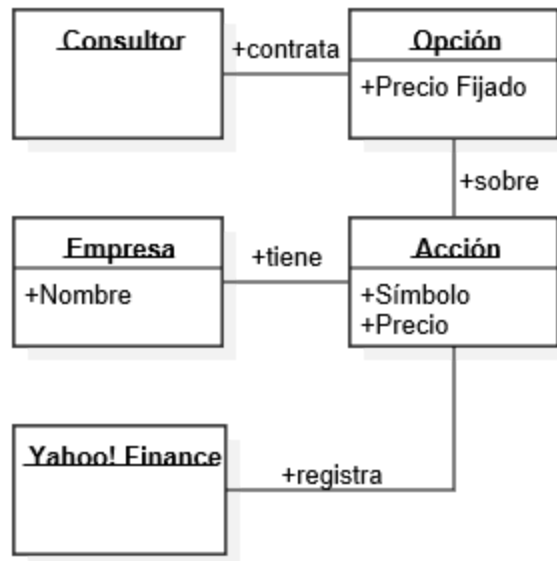 Consultor
+contrata
Opción
+Precio Fijado
+sobre
Empresa
+Nombre
+tiene
Acción
+Símbolo
+Precio
Yahoo! Finance
+registra